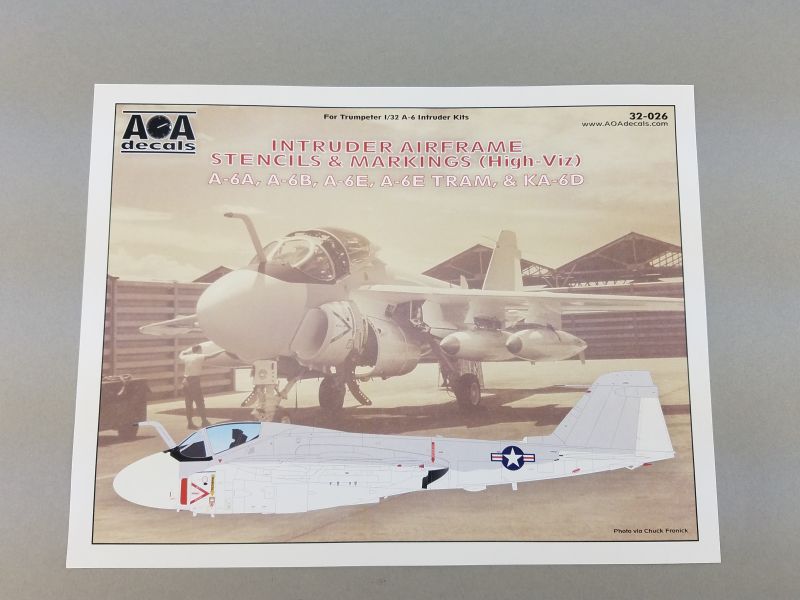 AOA
decals
For Trumpeter 1/32 A-6 Intruder Kits
32-026
www.AOAdecals.com
INTRUDER AIRFRAME
STENCILS & MARKINGS (High-Viz)
A-6A, A-6B, A-6E, A-6E TRAM, & KA-6D
Photo via Chuck Fronick